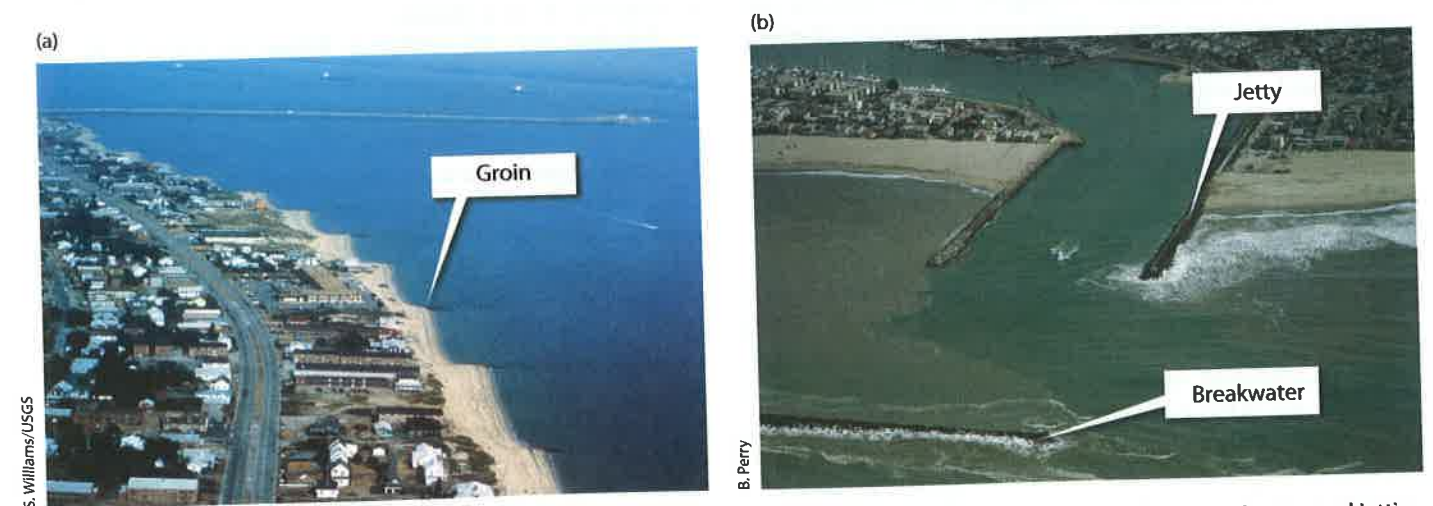 (a)
Groin
S. Williams/USGS
(b)
Jetty
Breakwater
B. Perry